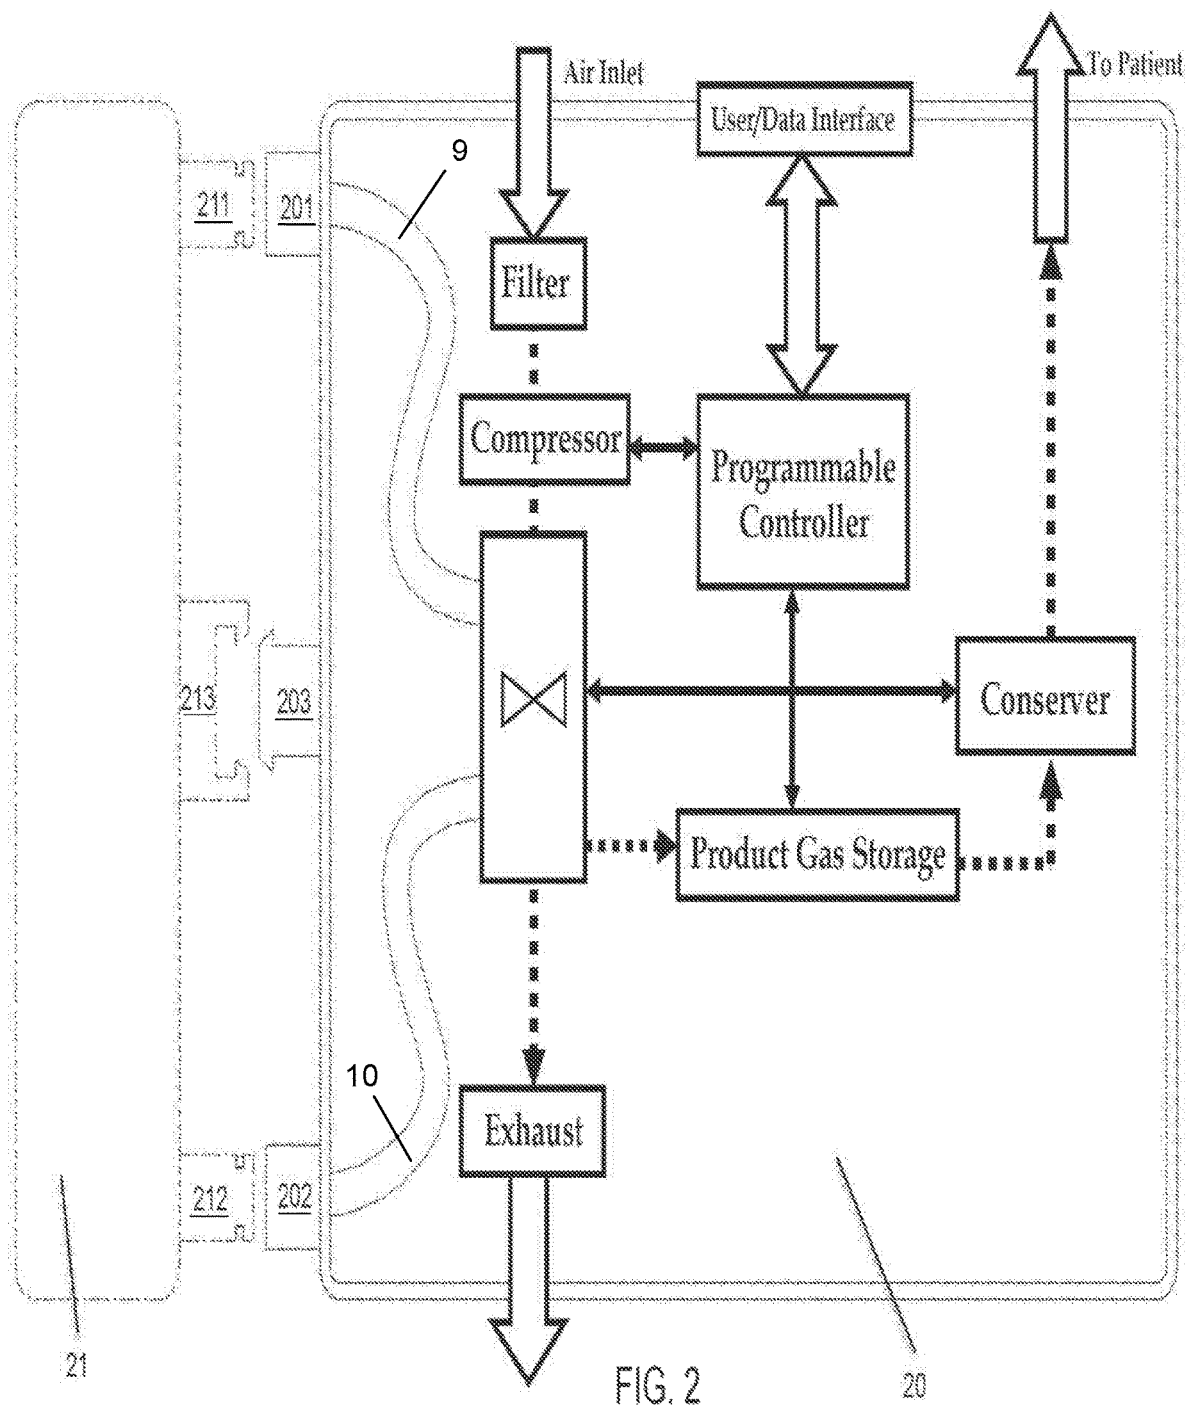 Air Inlet
To Patient
User/Data Interface
9
211
201
Filter
Compressor
Programmable
Controller
213
203
Conserver
Product Gas Storage
10
Exhaust
212
202
21
20
FIG. 2